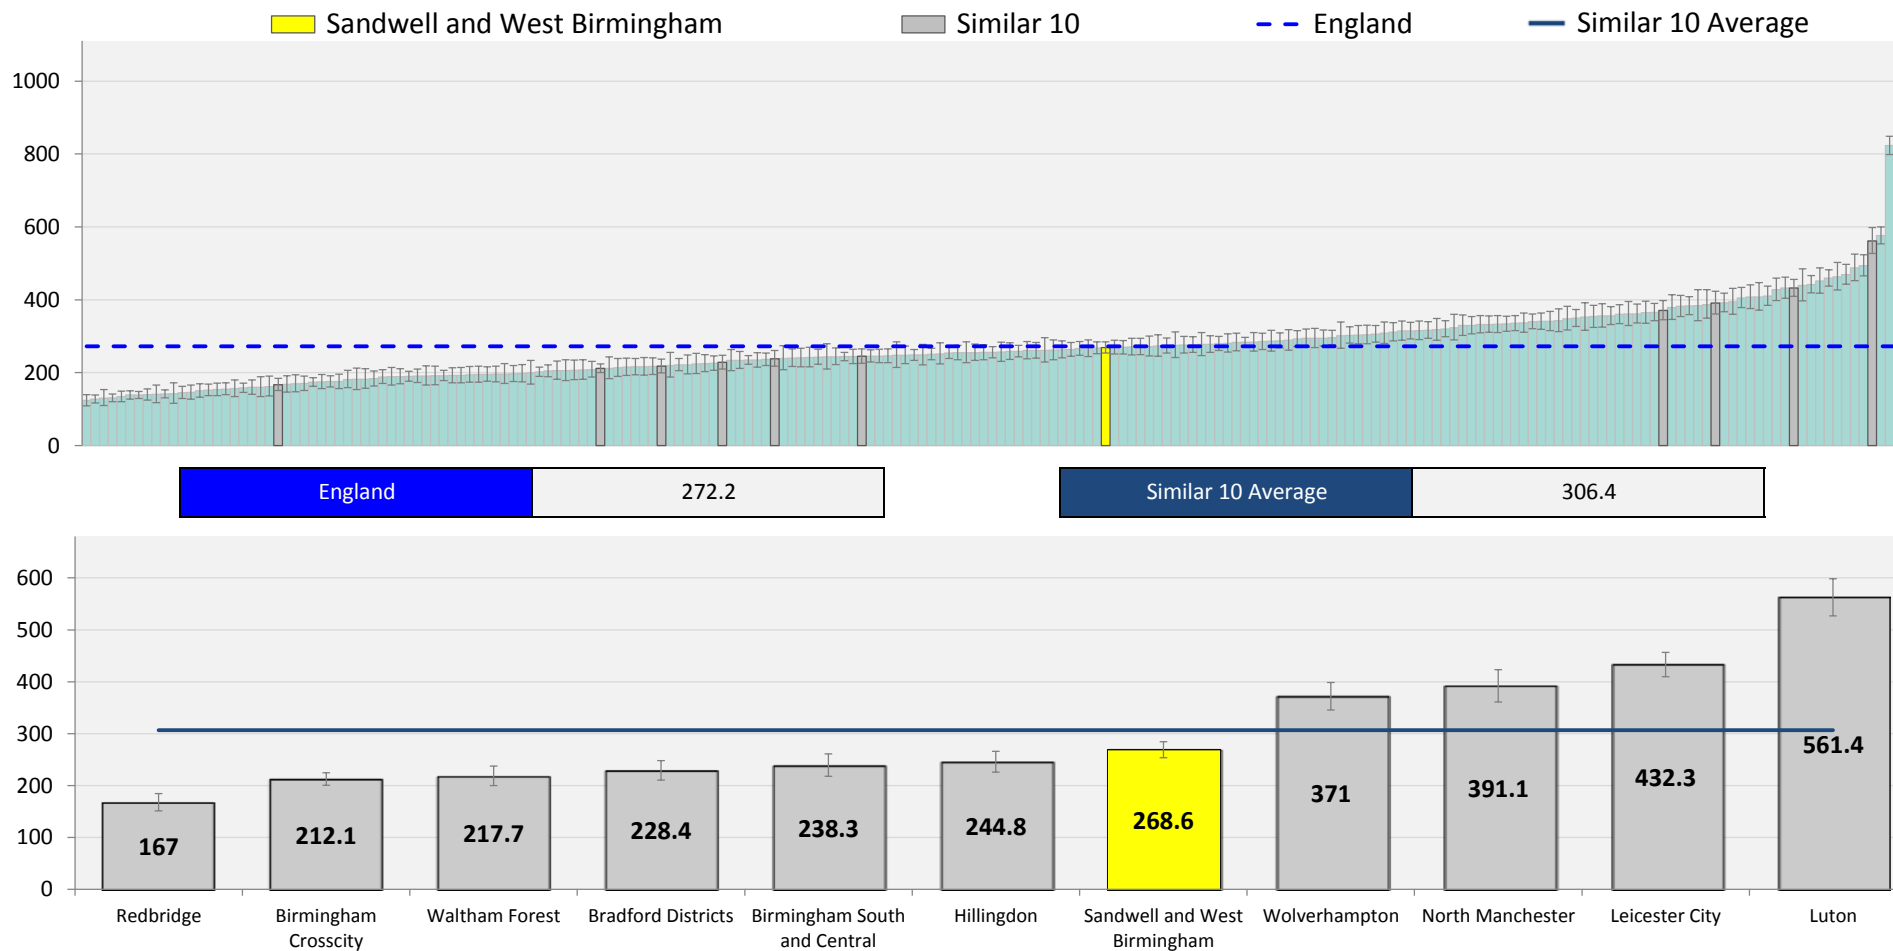 Sandwell and West Birmingham Similar 10 England Similar 10 Average
1000
800
600
400
200
0
England 272.2 Similar 10 Average 306.4
600
500
400
300
200
100
0
167 212.1 217.7 228.4 238.3 244.8 268.6 371 391.1 432.3 561.4
Redbridge Birmingham Waltham Forest Bradford Districts Birmingham South Hillingdon Sandwell and West Wolverhampton North Manchester Leicester City Luton
Crosscity and Central Birmingham